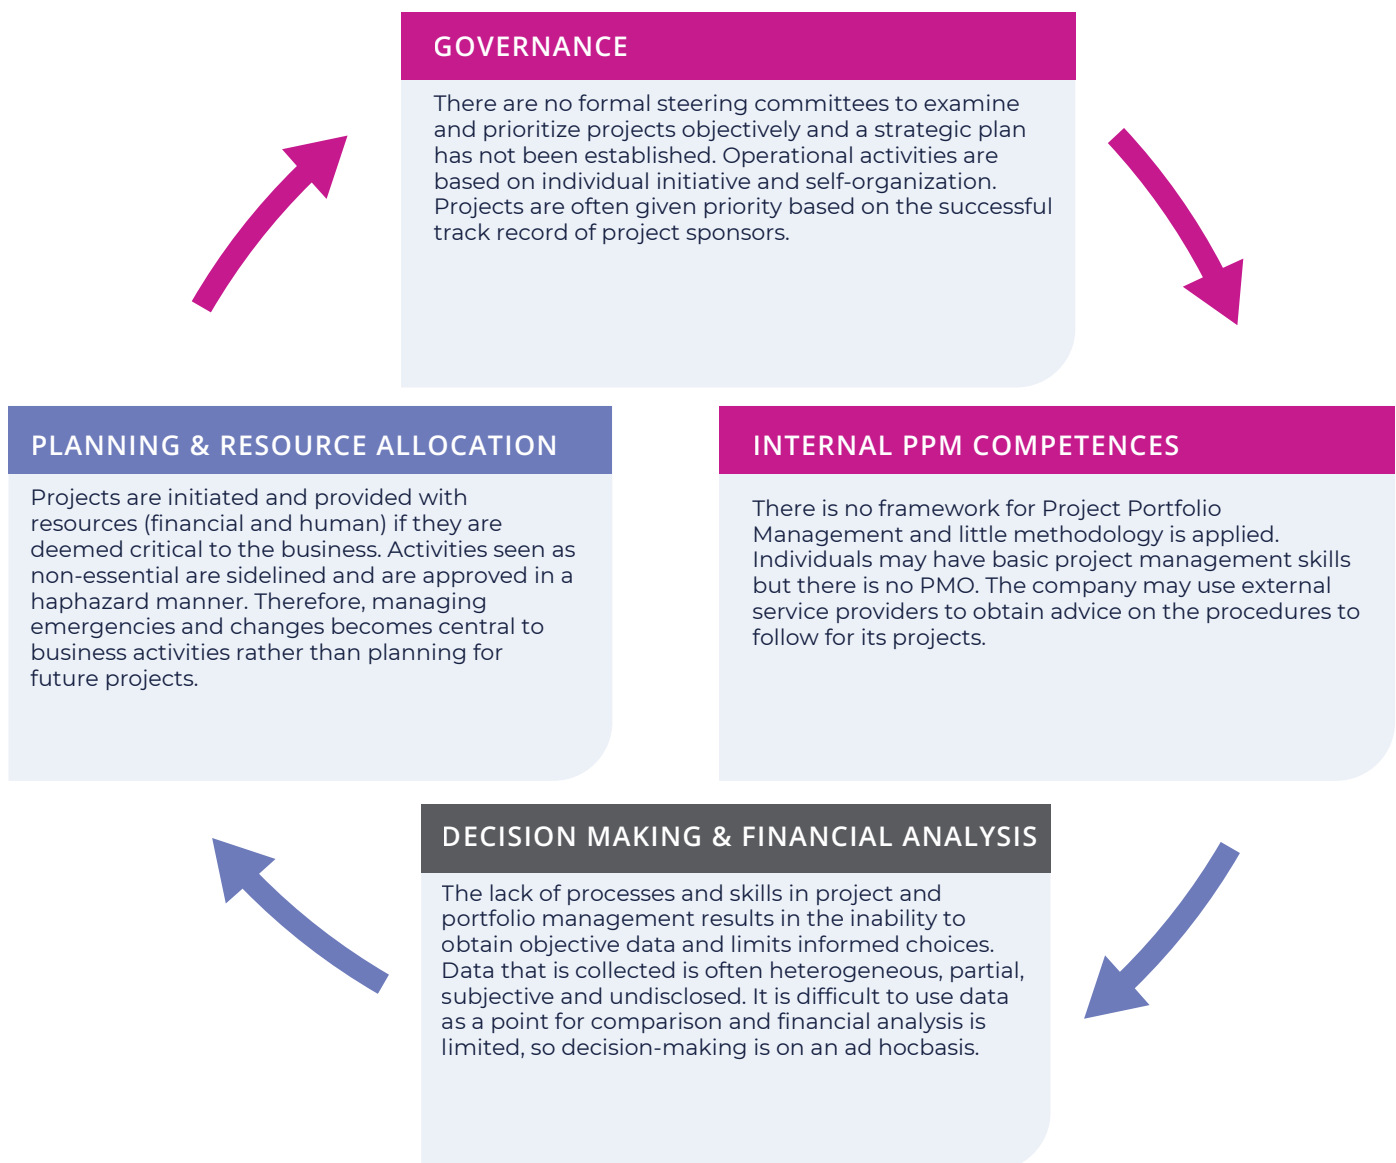 GOVERNANCE
There are no formal steering committees to examine
and prioritize projects objectively and a strategic plan
has not been established. Operational activities are
based on individual initiative and self-organization.
Projects are often given priority based on the successful
track record of project sponsors.
PLANNING & RESOURCE ALLOCATION
Projects are initiated and provided with
resources (financial and human) if they are
deemed critical to the business. Activities seen as
non-essential are sidelined and are approved in a
haphazard manner. Therefore, managing
emergencies and changes becomes central to
business activities rather than planning for
future projects.
INTERNAL PPM COMPETENCES
There is no framework for Project Portfolio
Management and little methodology is applied.
Individuals may have basic project management skills
but there is no PMO. The company may use external
service providers to obtain advice on the procedures to
follow for its projects.
DECISION MAKING & FINANCIAL ANALYSIS
The lack of processes and skills in project and
portfolio management results in the inability to
obtain objective data and limits informed choices.
Data that is collected is often heterogeneous, partial,
subjective and undisclosed. It is difficult to use data
as a point for comparison and financial analysis is
limited, so decision-making is on an ad hocbasis.